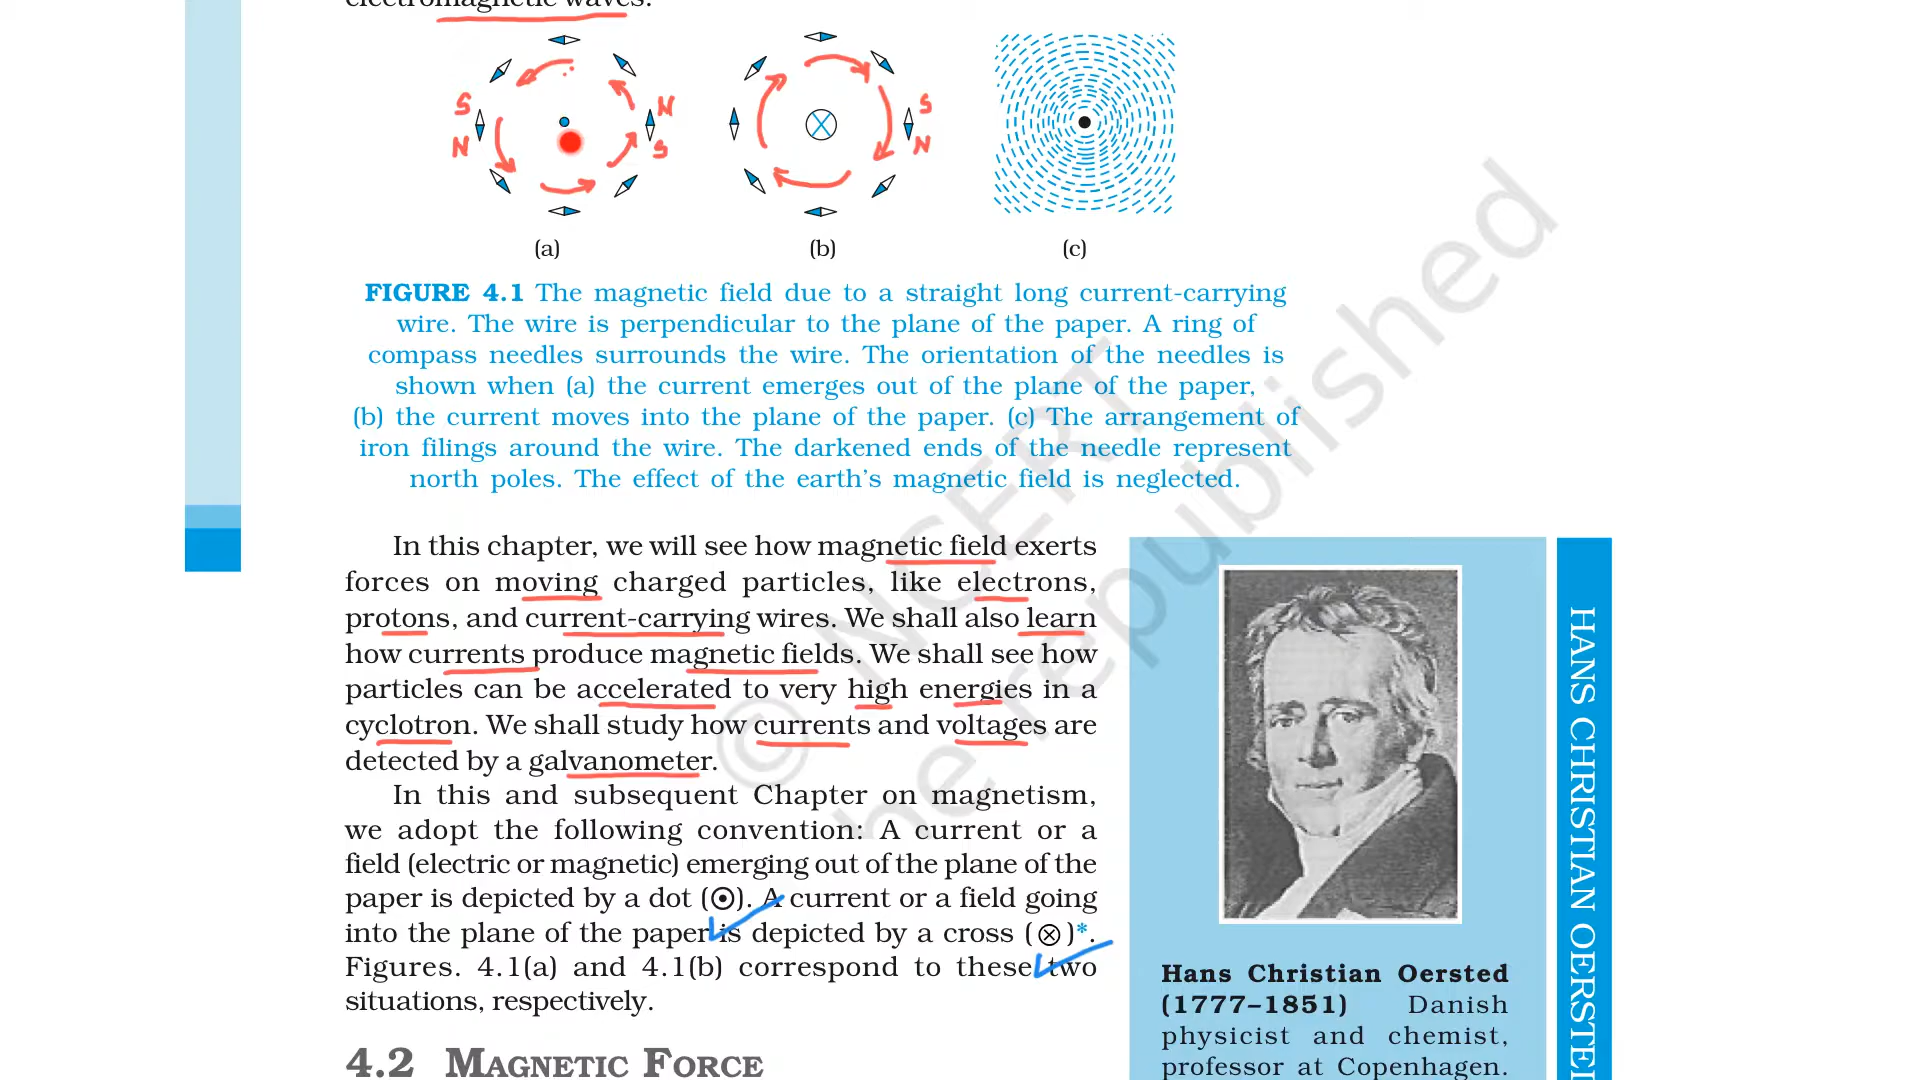 electromagnetic waves.
S
N
N
S
S
N
(a)
(b)
(c)
FIGURE 4.1 The magnetic field due to a straight long current-carrying
wire. The wire is perpendicular to the plane of the paper. A ring of
compass needles surrounds the wire. The orientation of the needles is
shown when (a) the current emerges out of the plane of the paper,
(b) the current moves into the plane of the paper. (c) The arrangement of
iron filings around the wire. The darkened ends of the needle represent
north poles. The effect of the earth's magnetic field is neglected.
In this chapter, we will see how magnetic field exerts
forces on moving charged particles, like electrons,
protons, and current-carrying wires. We shall also learn
how currents produce magnetic fields. We shall see how
particles can be accelerated to very high energies in a
cyclotron. We shall study how currents and voltages are
detected by a galvanometer.
In this and subsequent Chapter on magnetism,
we adopt the following convention: A current or a
field (electric or magnetic) emerging out of the plane of the
paper is depicted by a dot (⊙). A current or a field going
into the plane of the paper is depicted by a cross (⊗)*.
Figures. 4.1(a) and 4.1(b) correspond to these two
situations, respectively.
4.2 MAGNETIC FORCE
Hans Christian Oersted
(1777–1851) Danish
physicist and chemist,
professor at Copenhagen.
HANS CHRISTIAN OERSTED
© NCERT
be republished